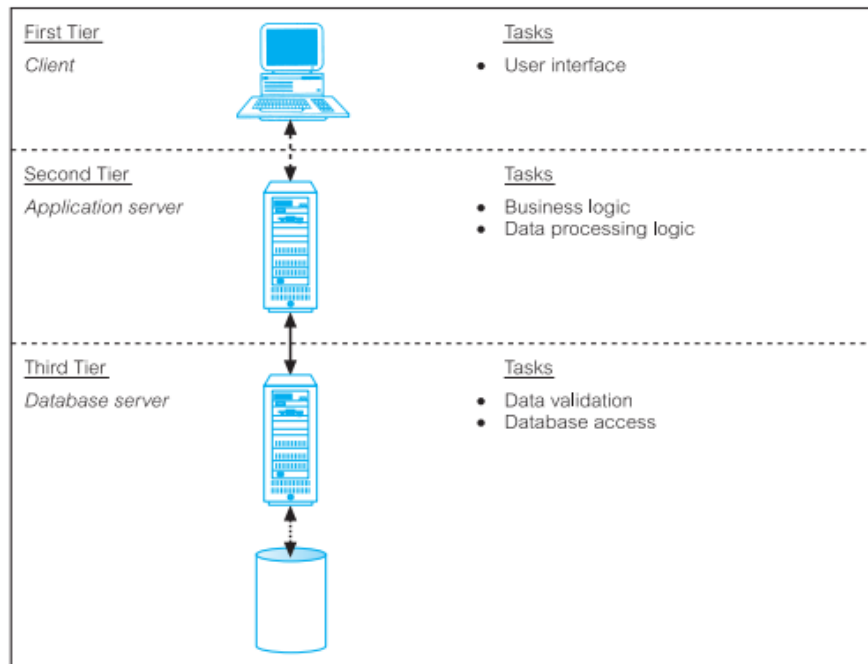 First Tier
Client
Tasks
• User interface
Second Tier
Application server
Tasks
• Business logic
• Data processing logic
Third Tier
Database server
Tasks
• Data validation
• Database access